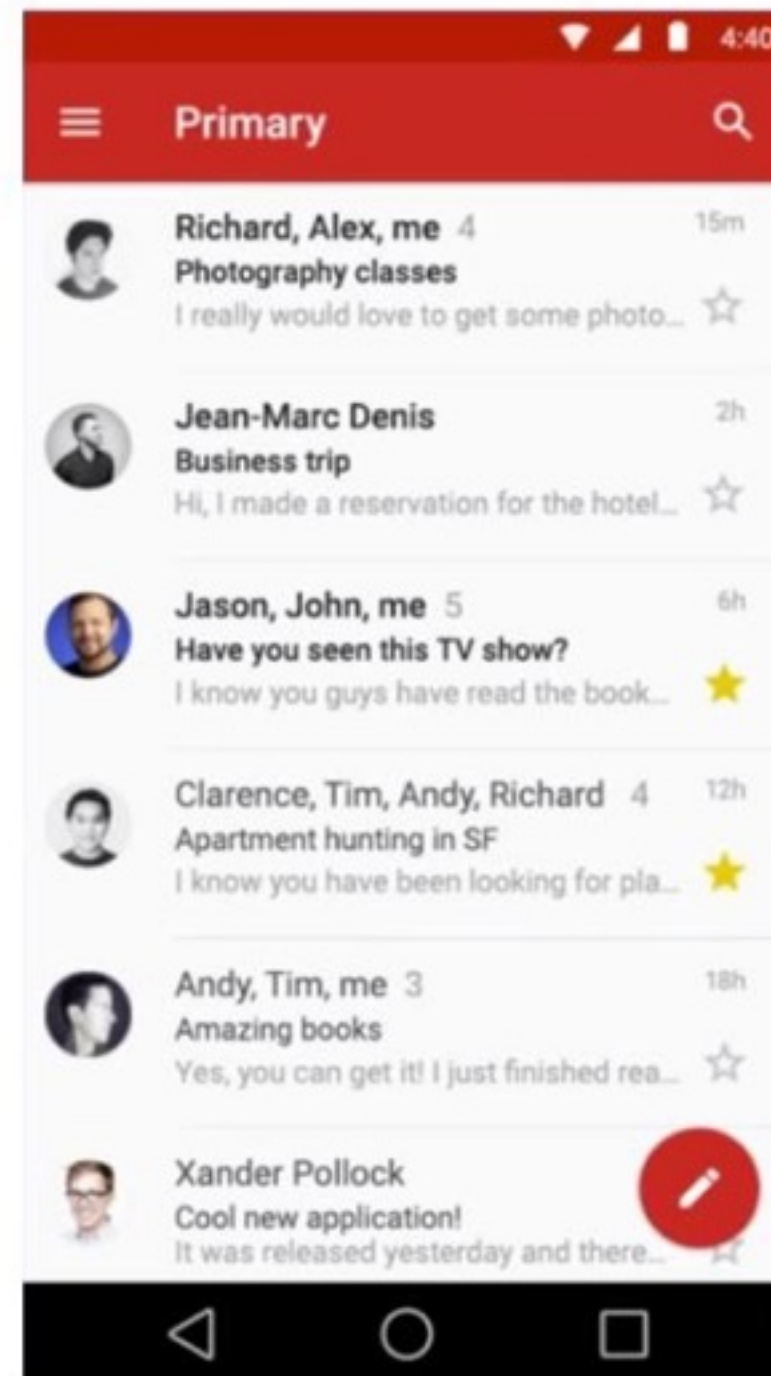 4:40
Primary
Richard, Alex, me 4 15m
Photography classes
I really would love to get some photo...
Jean-Marc Denis 2h
Business trip
Hi, I made a reservation for the hotel...
Jason, John, me 5 6h
Have you seen this TV show?
I know you guys have read the book...
Clarence, Tim, Andy, Richard 4 12h
Apartment hunting in SF
I know you have been looking for pla...
Andy, Tim, me 3 18h
Amazing books
Yes, you can get it! I just finished rea...
Xander Pollock
Cool new application!
It was released yesterday and there...